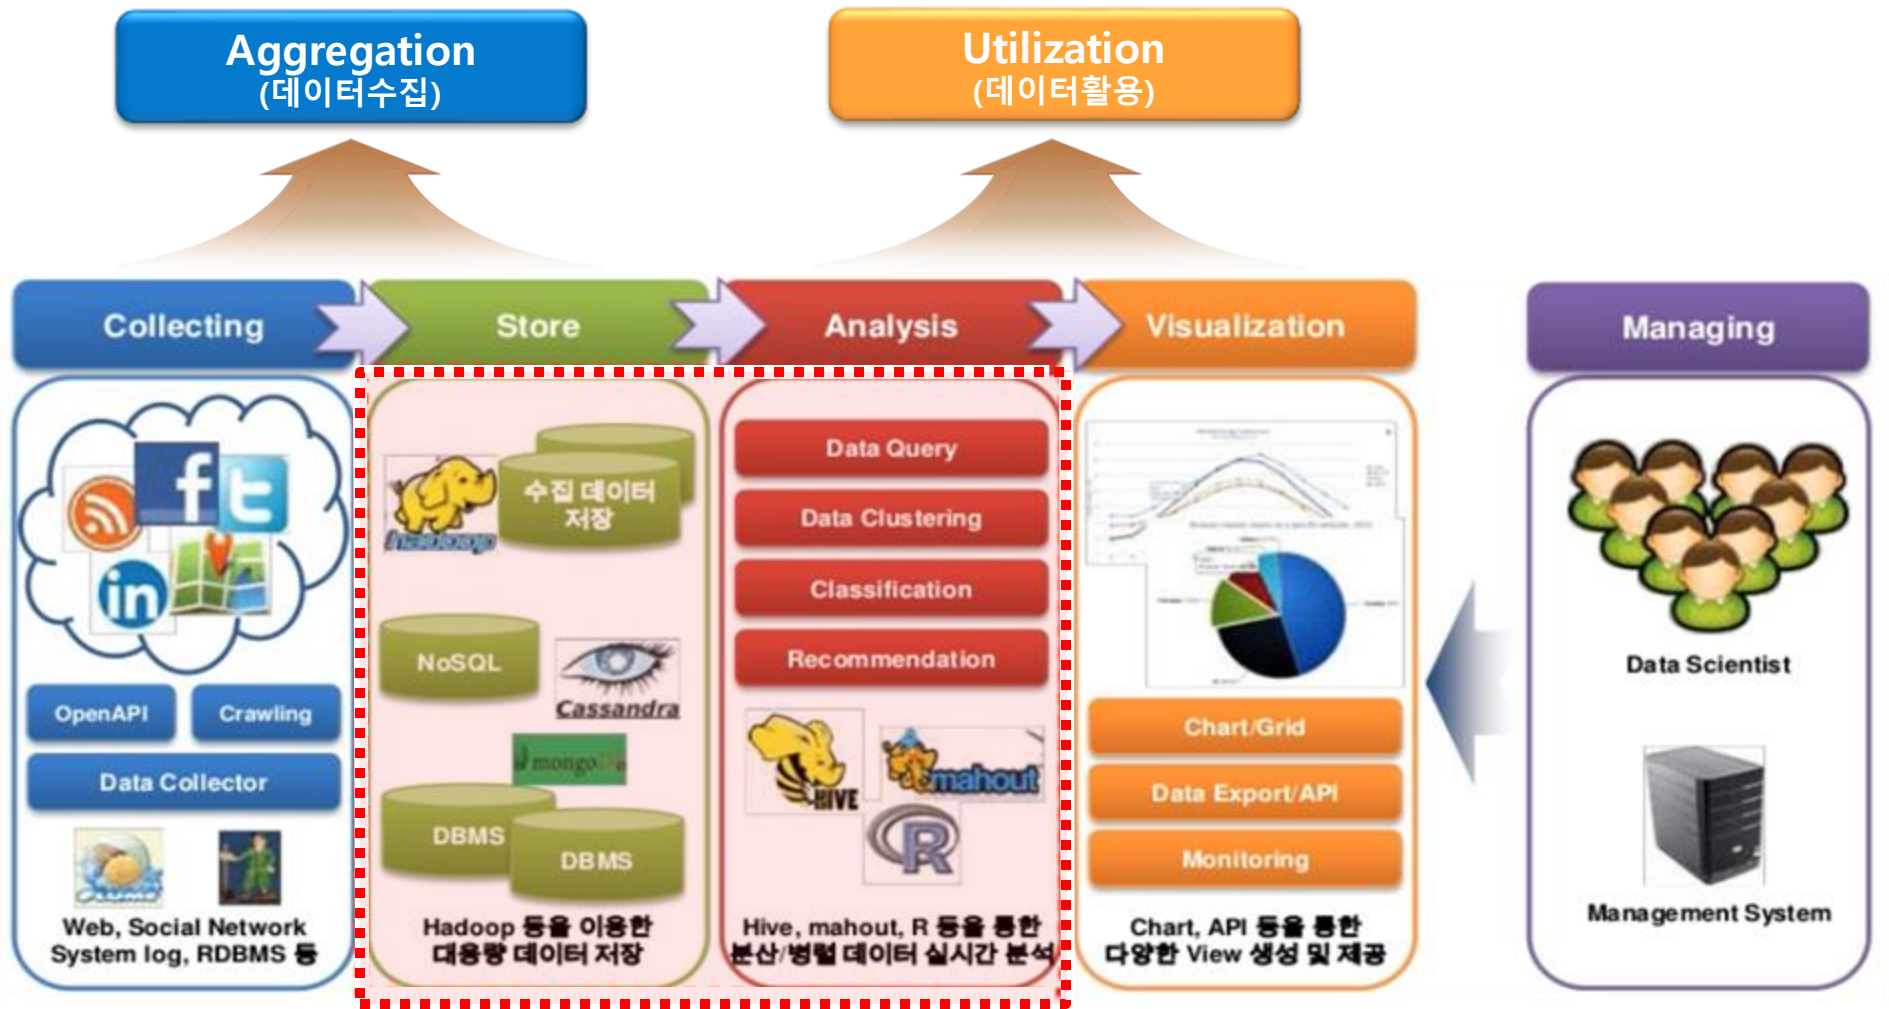 Aggregation
(데이터수집)
Utilization
(데이터활용)
Collecting
Store
Analysis
Visualization
Managing
OpenAPI
Crawling
Data Collector
FLUME
Web, Social Network
System log, RDBMS 등
hadoop
수집 데이터
저장
NoSQL
Cassandra
mongoDB
DBMS
DBMS
Hadoop 등을 이용한
대용량 데이터 저장
Data Query
Data Clustering
Classification
Recommendation
HIVE
mahout
R
Hive, mahout, R 등을 통한
분산/병렬 데이터 실시간 분석
Chart/Grid
Data Export/API
Monitoring
Chart, API 등을 통한
다양한 View 생성 및 제공
Data Scientist
Management System